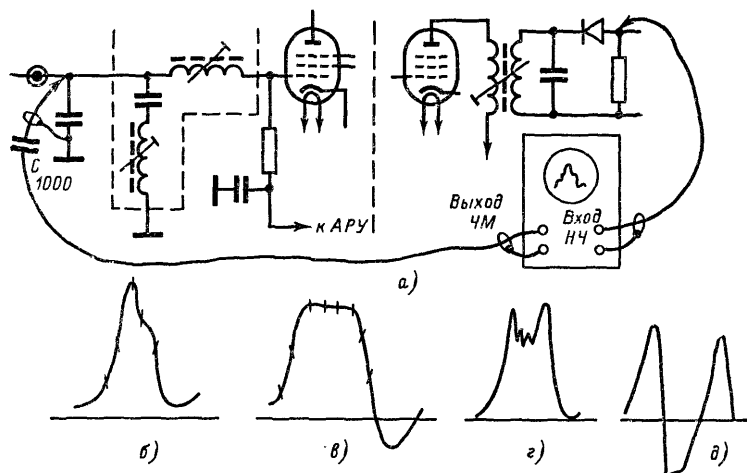 С
1000
к АРУ
Выход
ЧМ
Вход
НЧ
а)
б)
в)
г)
д)